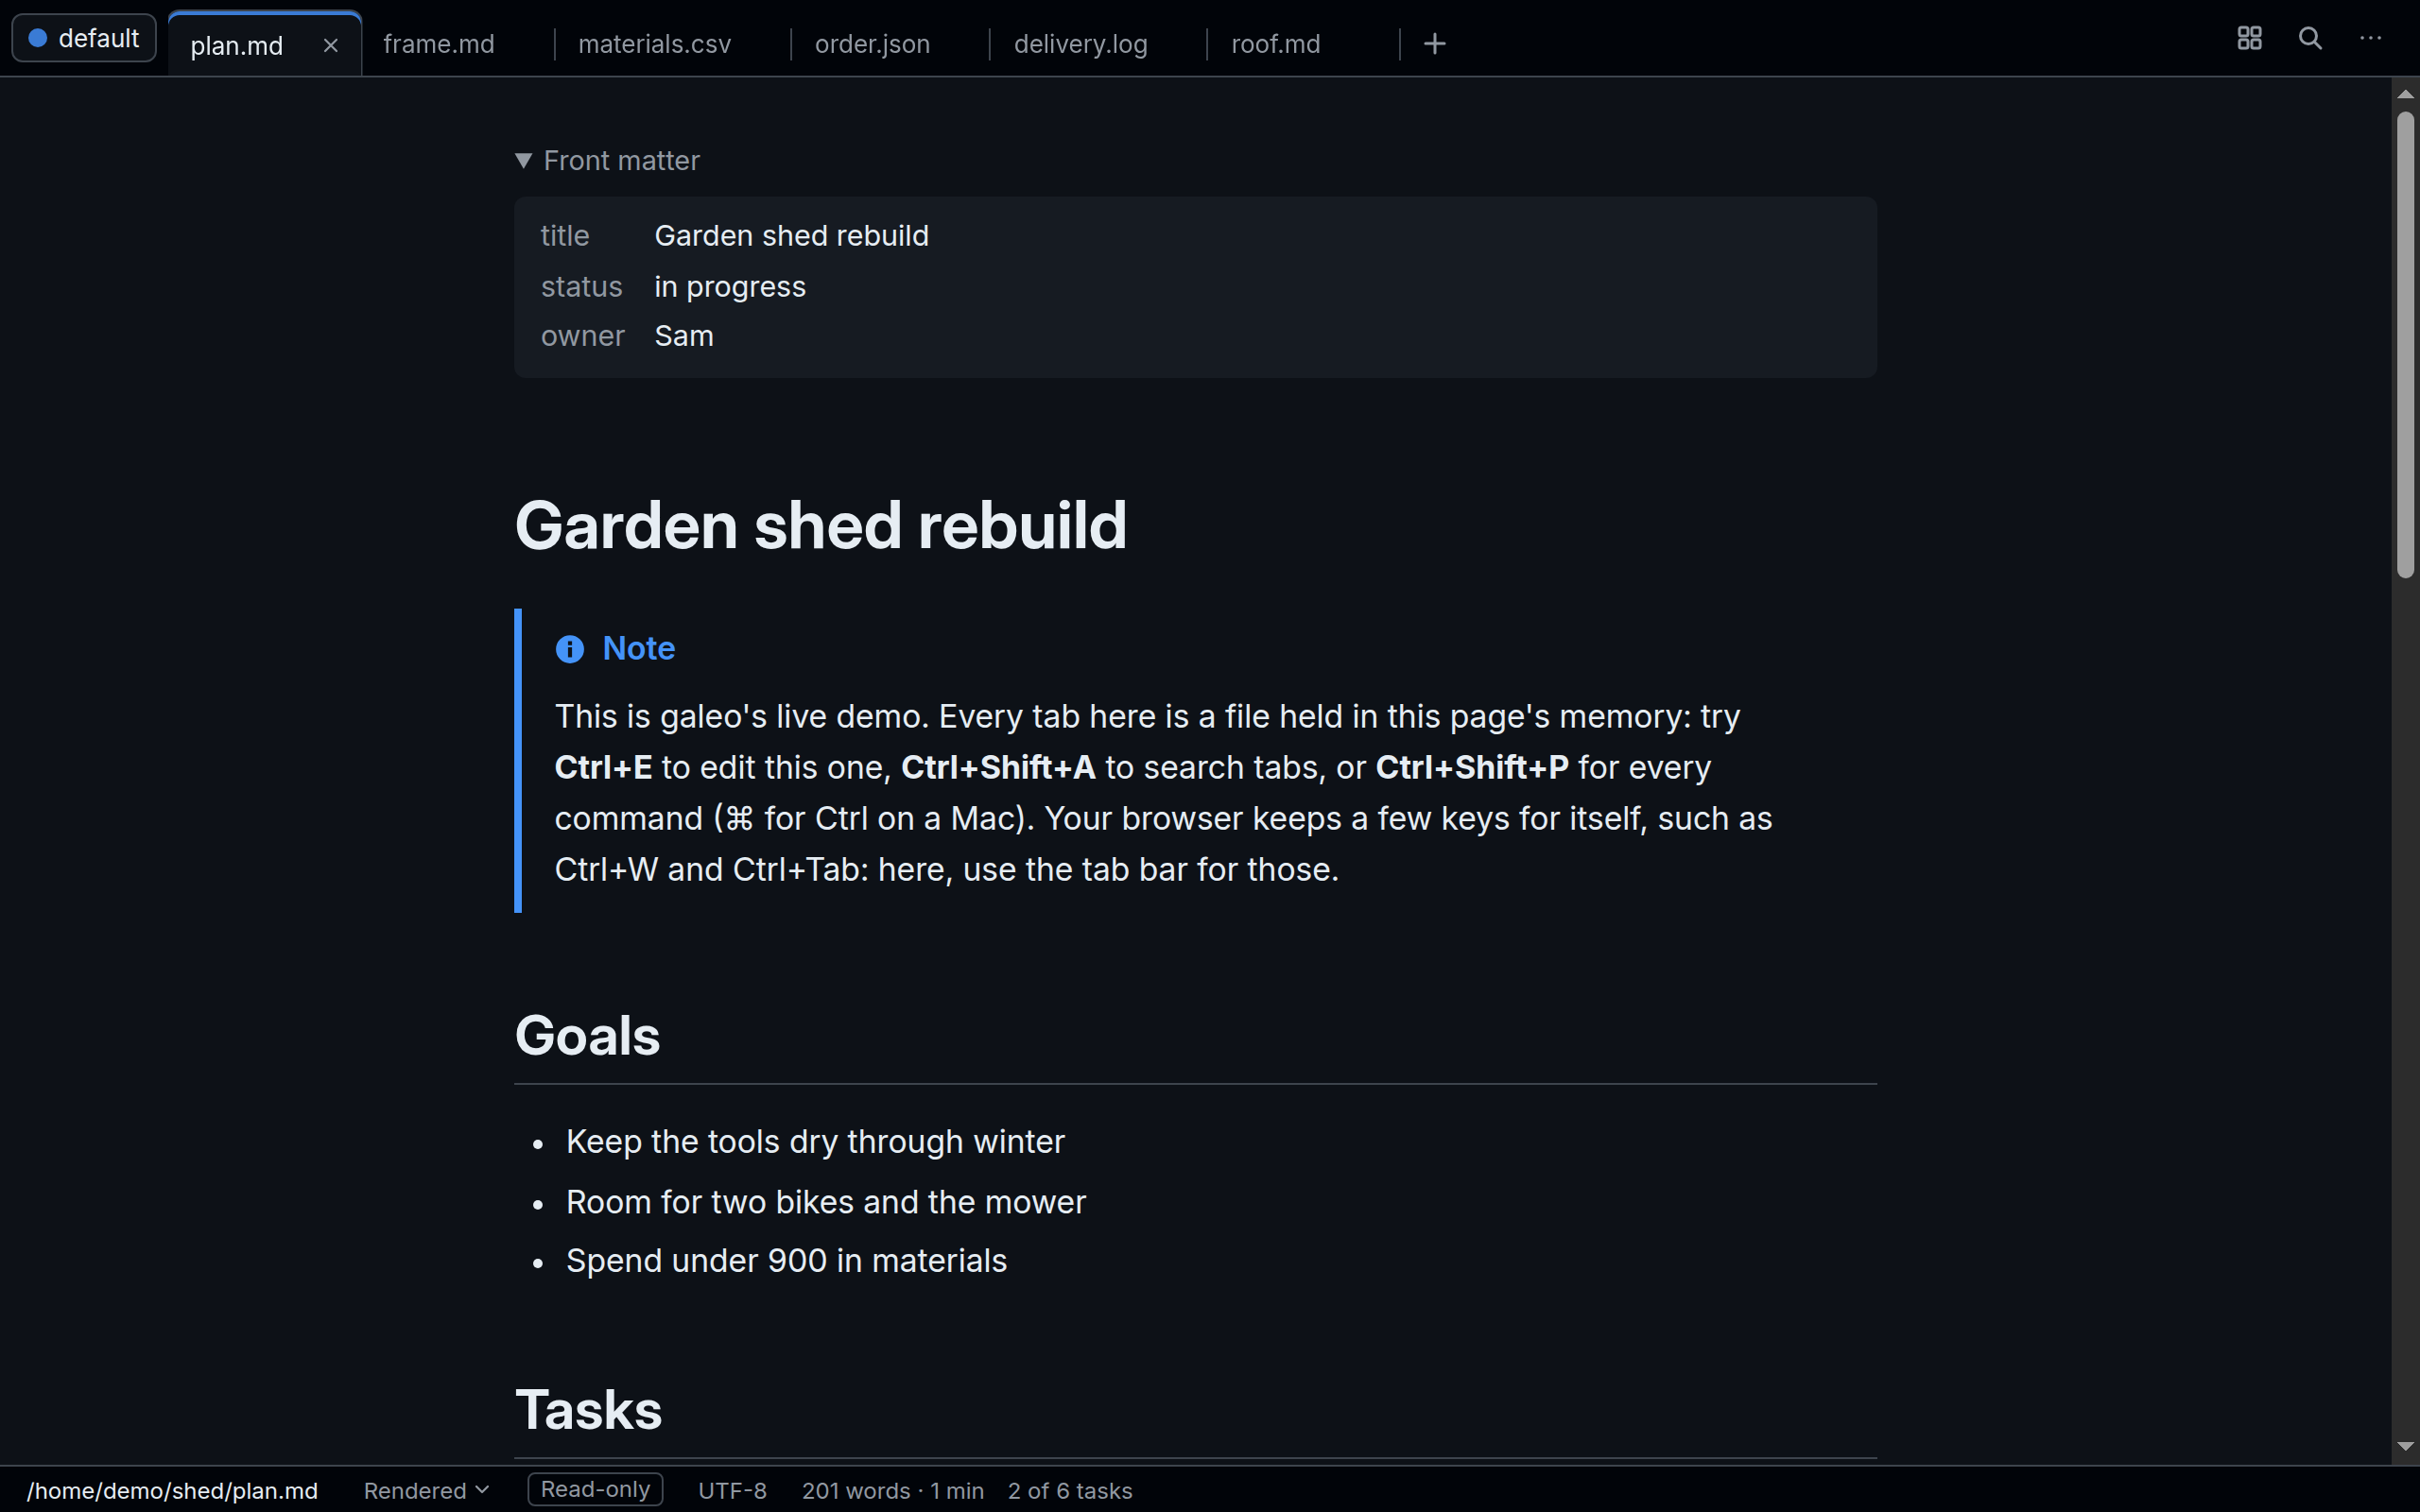 default
plan.md
frame.md
materials.csv
order.json
delivery.log
roof.md
Front matter
title Garden shed rebuild
status in progress
owner Sam
Garden shed rebuild
Note
This is galeo's live demo. Every tab here is a file held in this page's memory: try
Ctrl+E to edit this one, Ctrl+Shift+A to search tabs, or Ctrl+Shift+P for every
command (⌘ for Ctrl on a Mac). Your browser keeps a few keys for itself, such as
Ctrl+W and Ctrl+Tab: here, use the tab bar for those.
Goals
• Keep the tools dry through winter
• Room for two bikes and the mower
• Spend under 900 in materials
Tasks
/home/demo/shed/plan.md Rendered Read-only UTF-8 201 words · 1 min 2 of 6 tasks